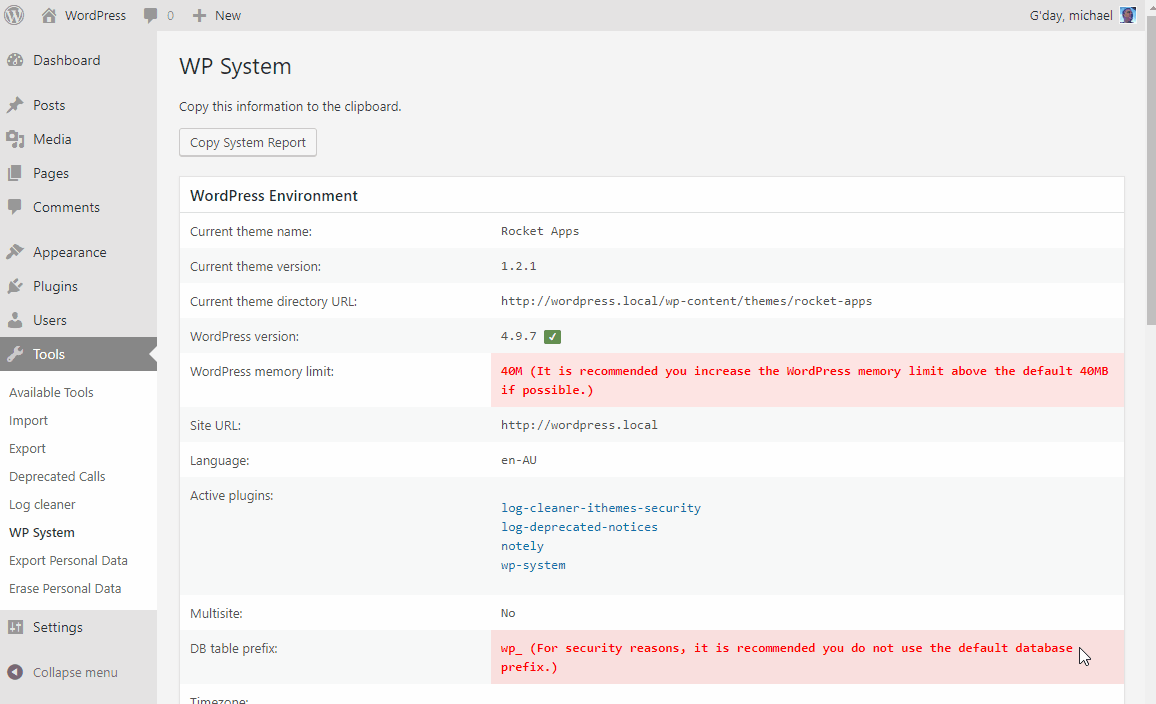 WordPress 0 New G'day, michael
Dashboard
Posts
Media
Pages
Comments
Appearance
Plugins
Users
Tools
Available Tools
Import
Export
Deprecated Calls
Log cleaner
WP System
Export Personal Data
Erase Personal Data
Settings
Collapse menu
WP System
Copy this information to the clipboard.
Copy System Report
WordPress Environment
Current theme name: Rocket Apps
Current theme version: 1.2.1
Current theme directory URL: http://wordpress.local/wp-content/themes/rocket-apps
WordPress version: 4.9.7 ✓
WordPress memory limit: 40M (It is recommended you increase the WordPress memory limit above the default 40MB
if possible.)
Site URL: http://wordpress.local
Language: en-AU
Active plugins:
log-cleaner-ithemes-security
log-deprecated-notices
notely
wp-system
Multisite: No
DB table prefix: wp_ (For security reasons, it is recommended you do not use the default database
prefix.)
Timezone: